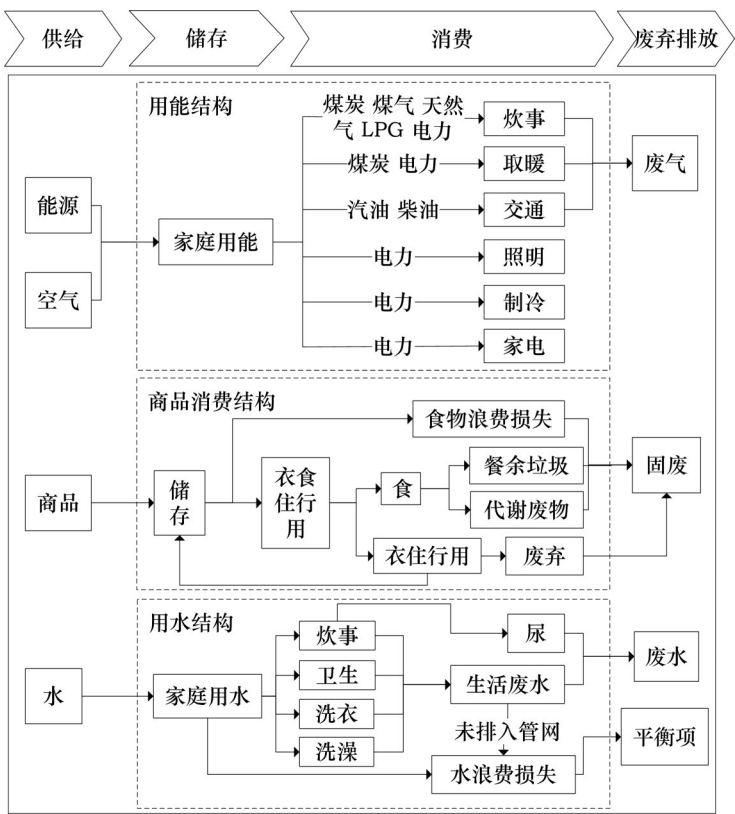 供给
储存
消费
废弃排放
用能结构
煤炭 煤气 天然
气 LPG 电力
炊事
煤炭 电力
取暖
废气
能源
汽油 柴油
交通
家庭用能
电力
照明
空气
电力
制冷
电力
家电
商品消费结构
食物浪费损失
衣食
住行
用
餐余垃圾
固废
储
存
食
商品
代谢废物
衣住行用
废弃
用水结构
炊事
尿
废水
卫生
生活废水
水
家庭用水
洗衣
未排入管网
平衡项
洗澡
水浪费损失